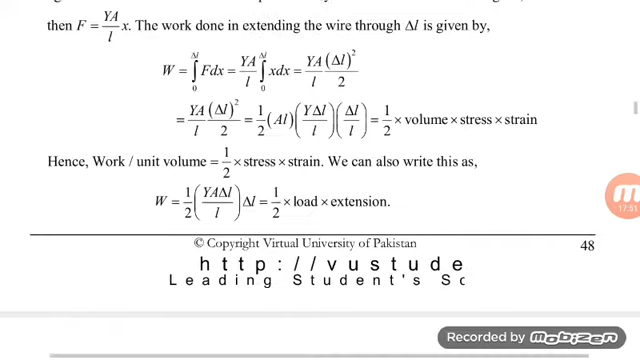 then F = YA/l x. The work done in extending the wire through Δl is given by,
W = ∫₀^Δl Fdx = YA/l ∫₀^Δl xdx = YA/l (Δl)²/2
= YA/l (Δl)²/2 = 1/2 (Al) (YΔl/l) (Δl/l) = 1/2 × volume × stress × strain
Hence, Work / unit volume = 1/2 × stress × strain. We can also write this as,
W = 1/2 (YAΔl/l) Δl = 1/2 × load × extension.
© Copyright Virtual University of Pakistan 48
http://vustude
Leading Student's Sc
17:51
Recorded by mobizen